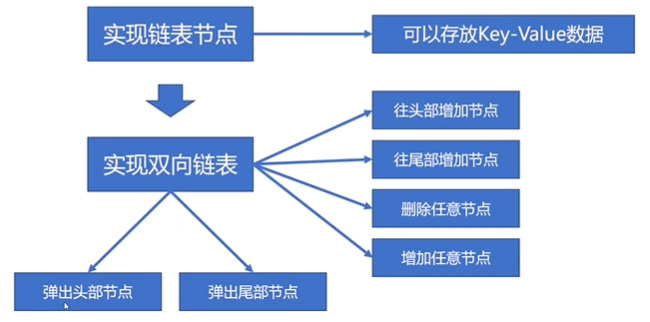 实现链表节点
可以存放Key-Value数据
实现双向链表
往头部增加节点
往尾部增加节点
删除任意节点
增加任意节点
弹出头部节点
弹出尾部节点